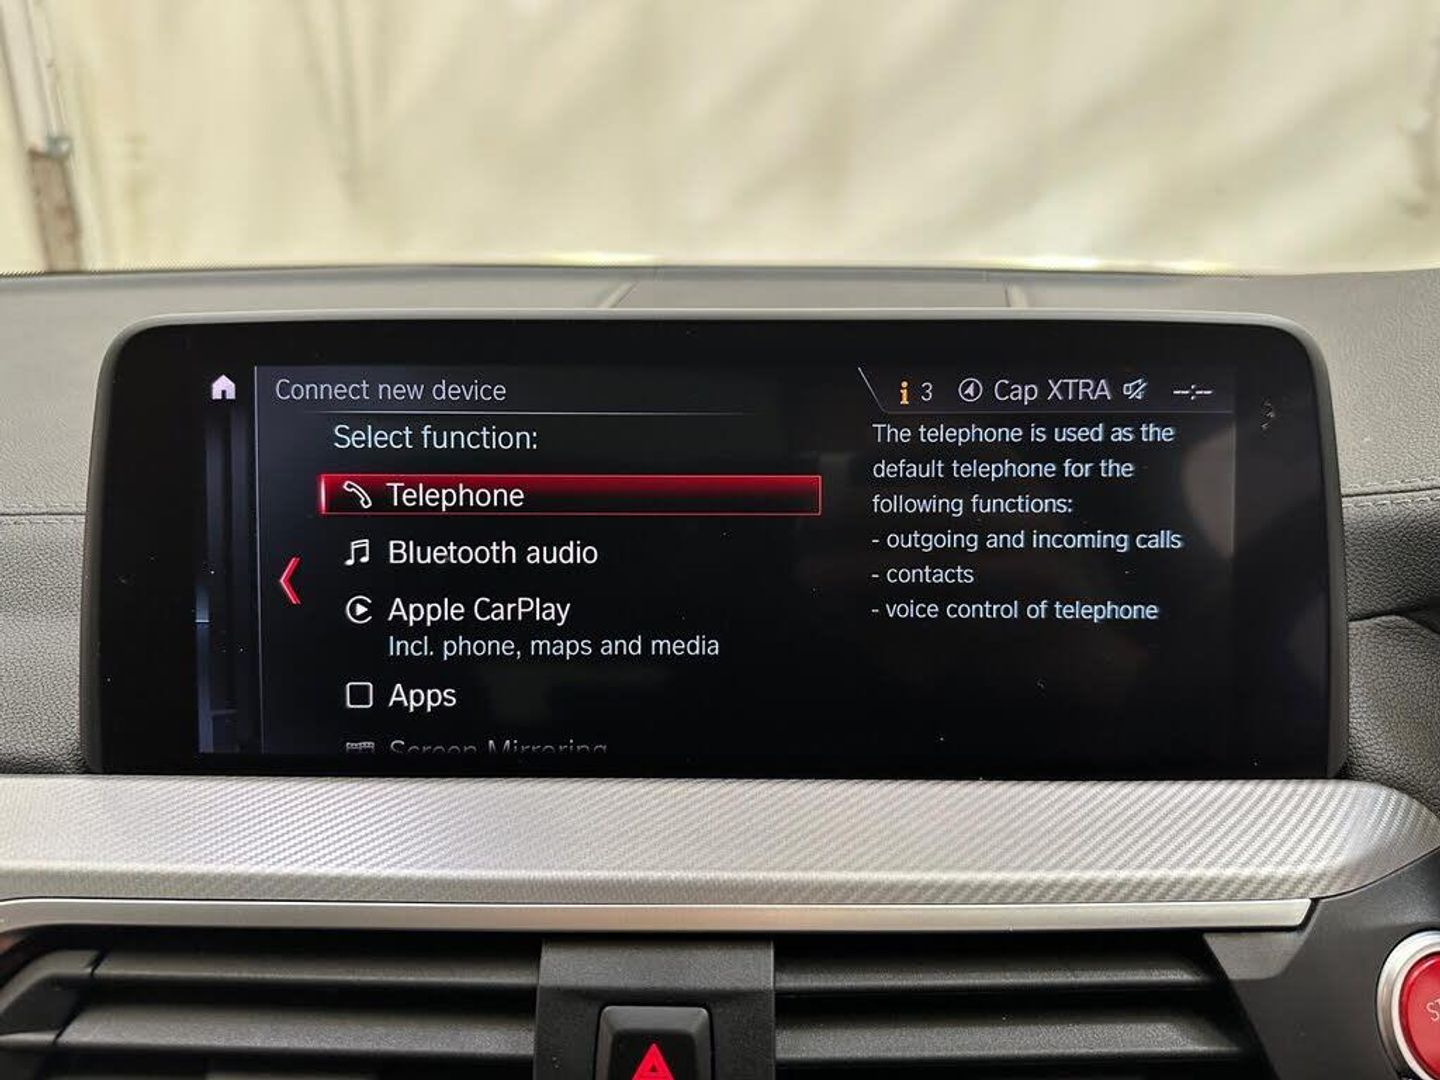 Connect new device
3 Cap XTRA --:--
Select function:
Telephone
Bluetooth audio
Apple CarPlay
Incl. phone, maps and media
Apps
Screen Mirroring
The telephone is used as the
default telephone for the
following functions:
- outgoing and incoming calls
- contacts
- voice control of telephone